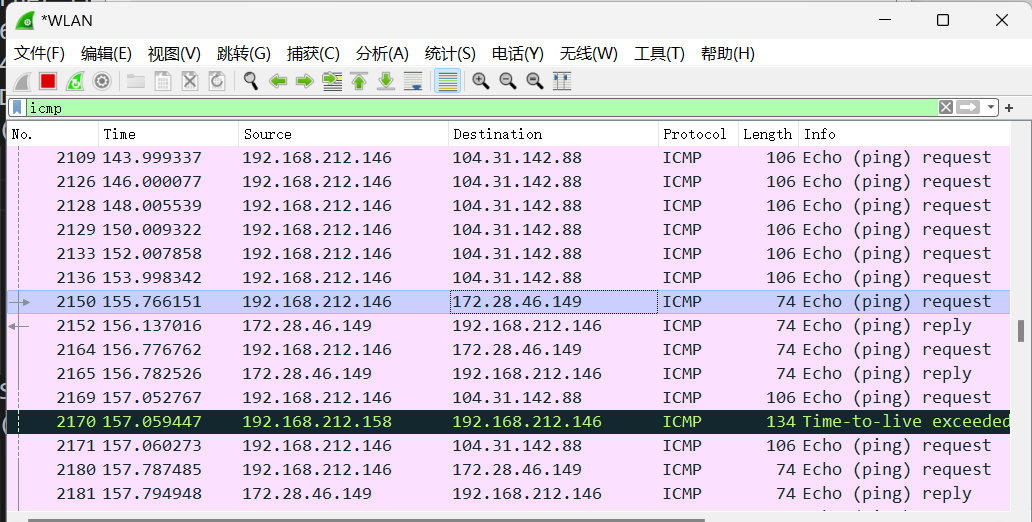 *WLAN
文件(F) 编辑(E) 视图(V) 跳转(G) 捕获(C) 分析(A) 统计(S) 电话(Y) 无线(W) 工具(T) 帮助(H)
icmp
No. Time Source Destination Protocol Length Info
2109 143.999337 192.168.212.146 104.31.142.88 ICMP 106 Echo (ping) request
2126 146.000077 192.168.212.146 104.31.142.88 ICMP 106 Echo (ping) request
2128 148.005539 192.168.212.146 104.31.142.88 ICMP 106 Echo (ping) request
2129 150.009322 192.168.212.146 104.31.142.88 ICMP 106 Echo (ping) request
2133 152.007858 192.168.212.146 104.31.142.88 ICMP 106 Echo (ping) request
2136 153.998342 192.168.212.146 104.31.142.88 ICMP 106 Echo (ping) request
2150 155.766151 192.168.212.146 172.28.46.149 ICMP 74 Echo (ping) request
2152 156.137016 172.28.46.149 192.168.212.146 ICMP 74 Echo (ping) reply
2164 156.776762 192.168.212.146 172.28.46.149 ICMP 74 Echo (ping) request
2165 156.782526 172.28.46.149 192.168.212.146 ICMP 74 Echo (ping) reply
2169 157.052767 192.168.212.146 104.31.142.88 ICMP 106 Echo (ping) request
2170 157.059447 192.168.212.158 192.168.212.146 ICMP 134 Time-to-live exceeded
2171 157.060273 192.168.212.146 104.31.142.88 ICMP 106 Echo (ping) request
2180 157.787485 192.168.212.146 172.28.46.149 ICMP 74 Echo (ping) request
2181 157.794948 172.28.46.149 192.168.212.146 ICMP 74 Echo (ping) reply